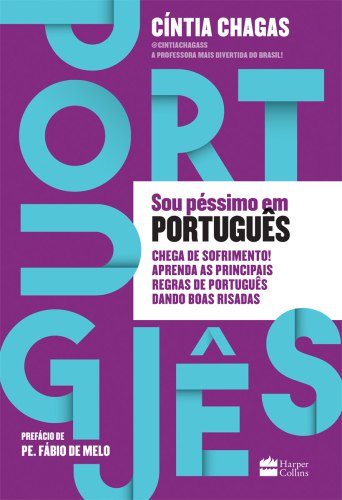 CÍNTIA CHAGAS
@CINTIACHAGASS
A PROFESSORA MAIS DIVERTIDA DO BRASIL!
PORTUGUÊS
Sou péssimo em
PORTUGUÊS
CHEGA DE SOFRIMENTO!
APRENDA AS PRINCIPAIS
REGRAS DE PORTUGUÊS
DANDO BOAS RISADAS
PREFÁCIO DE
PE. FÁBIO DE MELO
Harper
Collins